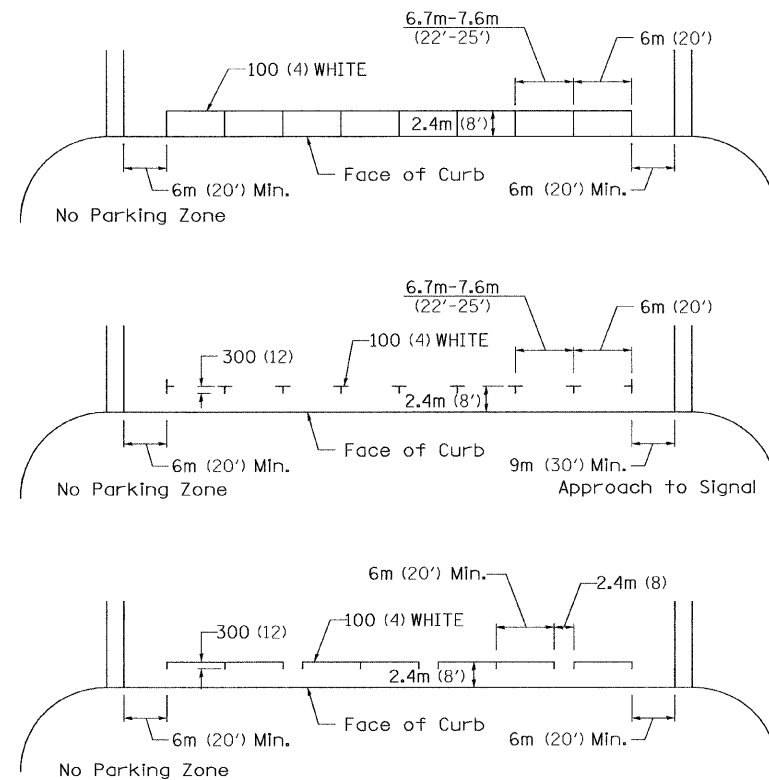 6.7m-7.6m
(22'-25')
6m (20')
100 (4) WHITE
2.4m (8')
Face of Curb
6m (20') Min.
6m (20') Min.
No Parking Zone
6.7m-7.6m
(22'-25')
6m (20')
300 (12)
100 (4) WHITE
2.4m (8')
Face of Curb
6m (20') Min.
9m (30') Min.
No Parking Zone
Approach to Signal
6m (20') Min.
2.4m (8)
300 (12)
100 (4) WHITE
2.4m (8')
Face of Curb
6m (20') Min.
6m (20') Min.
No Parking Zone